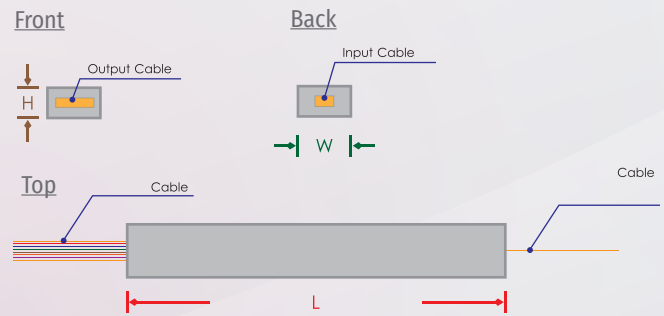 Front
Back
Output Cable
Input Cable
H
W
Top
Cable
Cable
L